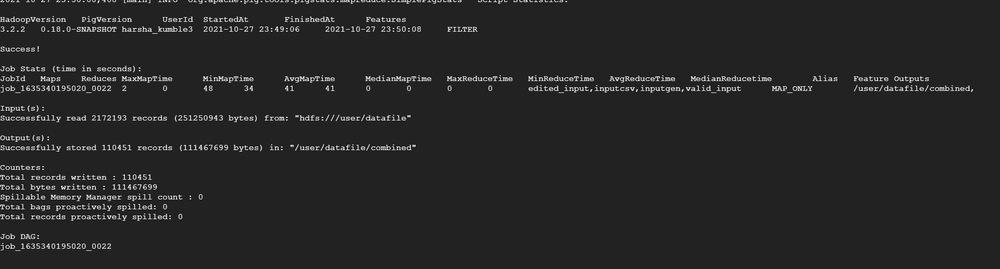 2021-10-27 23:50:08,408 [main] INFO  org.apache.pig.tools.pigstats.mapreduce.SimplePigStats - Script Statistics:
HadoopVersion PigVersion UserId StartedAt FinishedAt Features
3.2.2 0.18.0-SNAPSHOT harsha_kumble3 2021-10-27 23:49:06 2021-10-27 23:50:08 FILTER
Success!
Job Stats (time in seconds):
JobId Maps Reduces MaxMapTime MinMapTime AvgMapTime MedianMapTime MaxReduceTime MinReduceTime AvgReduceTime MedianReducetime Alias Feature Outputs
job_1635340195020_0022 2 0 48 34 41 41 0 0 0 0 edited_input,inputcsv,inputgen,valid_input MAP_ONLY /user/datafile/combined,
Input(s):
Successfully read 2172193 records (251250943 bytes) from: "hdfs:///user/datafile"
Output(s):
Successfully stored 110451 records (111467699 bytes) in: "/user/datafile/combined"
Counters:
Total records written : 110451
Total bytes written : 111467699
Spillable Memory Manager spill count : 0
Total bags proactively spilled: 0
Total records proactively spilled: 0
Job DAG:
job_1635340195020_0022